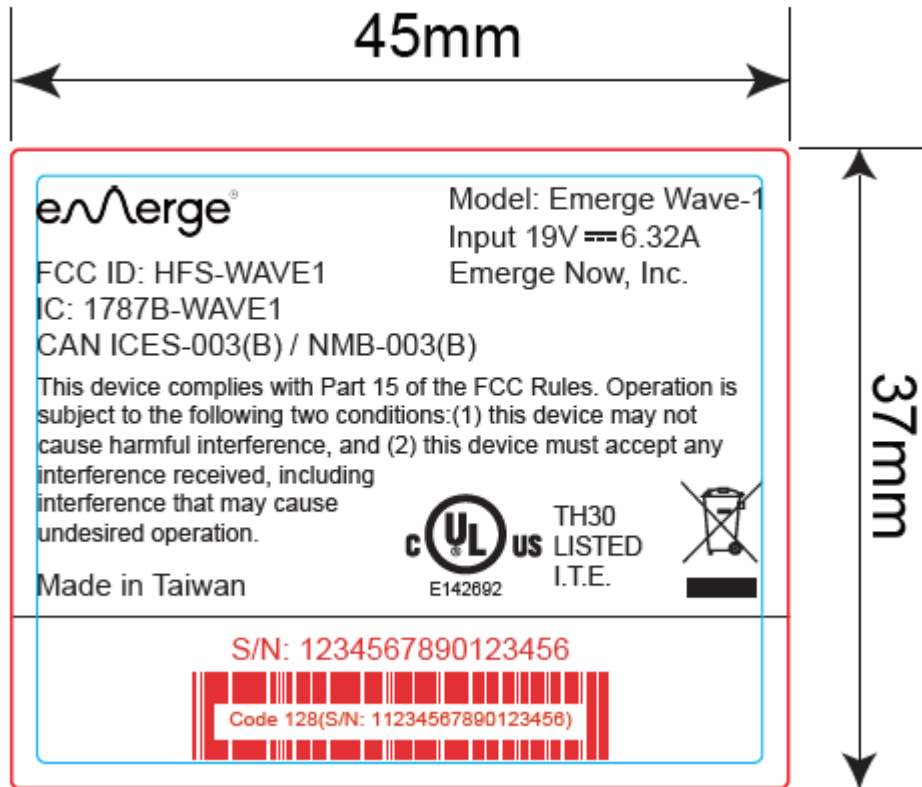 45mm
emerge®
Model: Emerge Wave-1
Input 19V 6.32A
Emerge Now, Inc.
FCC ID: HFS-WAVE1
IC: 1787B-WAVE1
CAN ICES-003(B) / NMB-003(B)
This device complies with Part 15 of the FCC Rules. Operation is
subject to the following two conditions:(1) this device may not
cause harmful interference, and (2) this device must accept any
interference received, including
interference that may cause
undesired operation.
C UL® US
E142692
TH30
LISTED
I.T.E.
Made in Taiwan
37mm
S/N: 1234567890123456
Code 128(S/N: 11234567890123456)